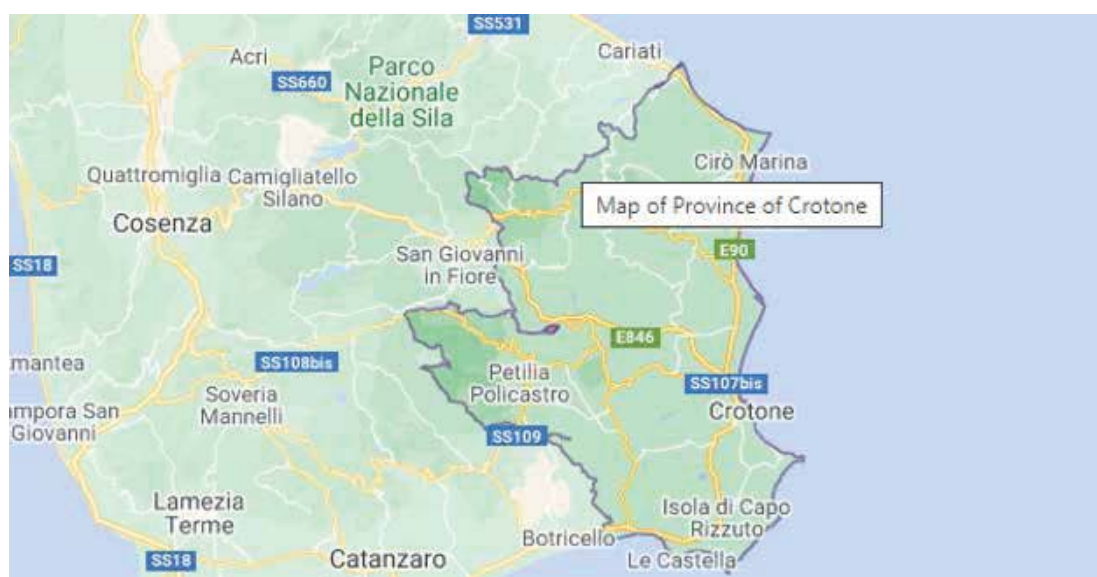 SS531
Cariati
Acri
SS660
Parco
Nazionale
della Sila
Cirò Marina
Quattromiglia
Camigliatello
Silano
Map of Province of Crotone
Cosenza
E90
San Giovanni
in Fiore
SS18
E846
mantea
SS108bis
Petilia
Policastro
SS107bis
Soveria
Mannelli
Crotone
ampora San
Giovanni
SS109
Lamezia
Terme
Isola di Capo
Rizzuto
Botricello
SS18
Catanzaro
Le Castella